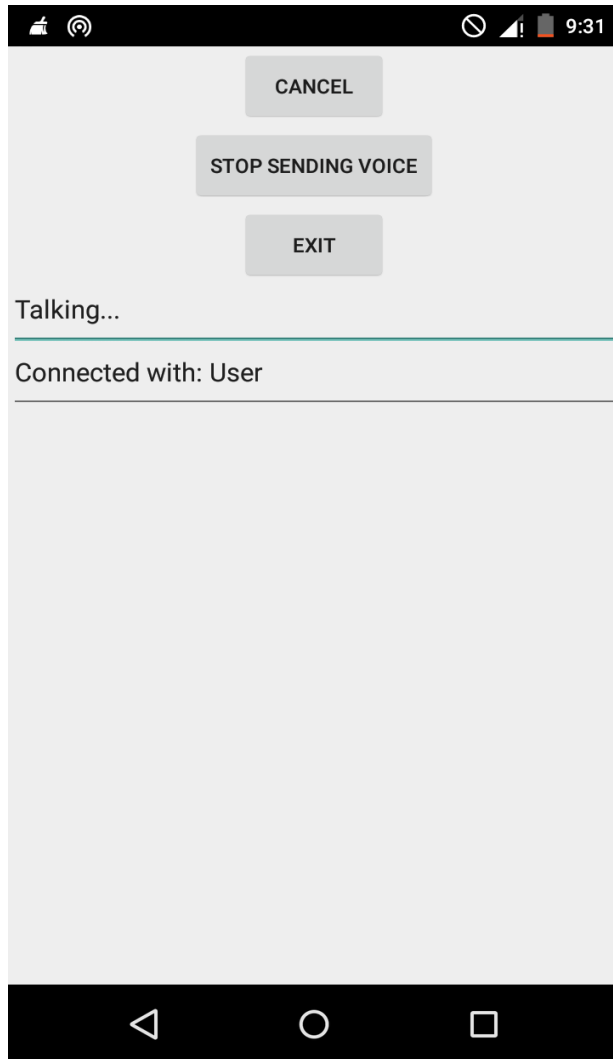 9:31
CANCEL
STOP SENDING VOICE
EXIT
Talking...
Connected with: User